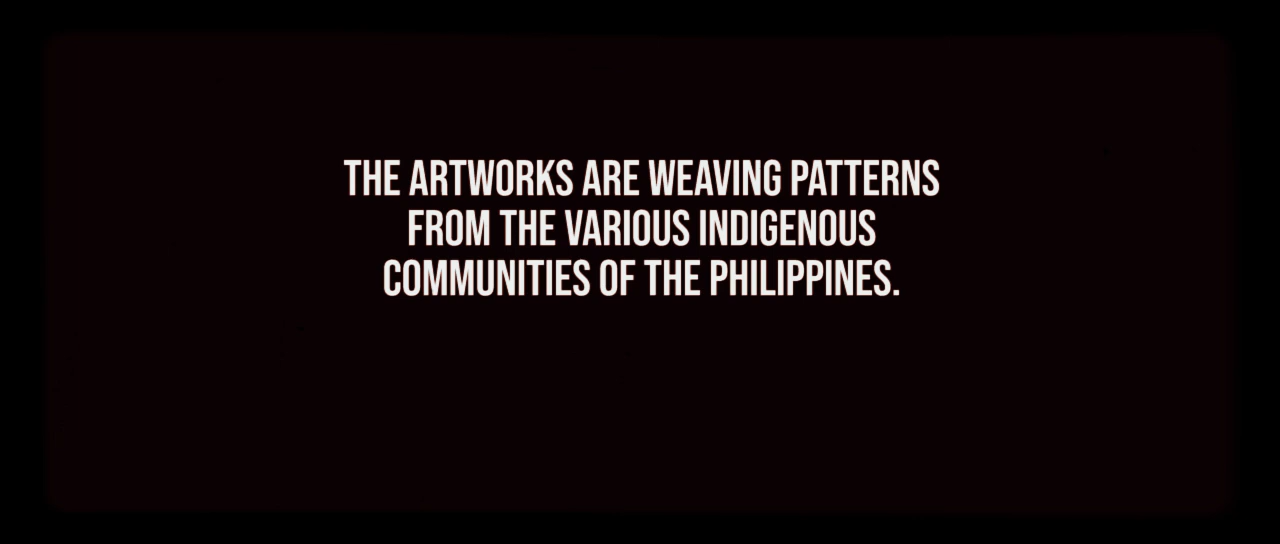 THE ARTWORKS ARE WEAVING PATTERNS
FROM THE VARIOUS INDIGENOUS
COMMUNITIES OF THE PHILIPPINES.